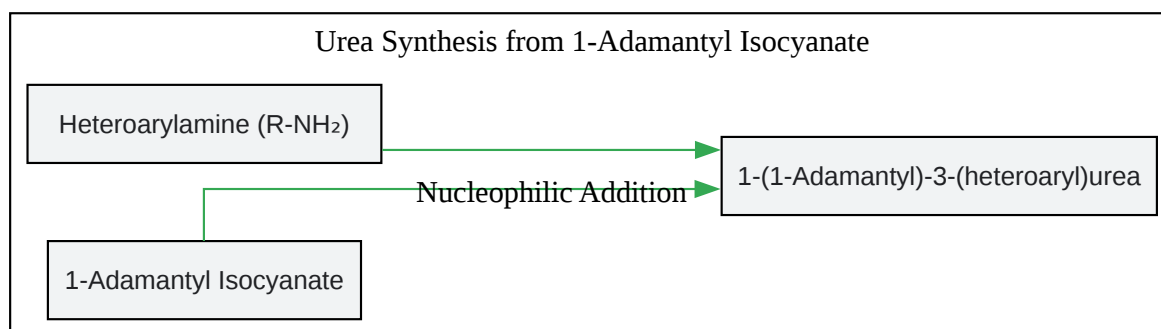 Urea Synthesis from 1-Adamantyl Isocyanate
Heteroarylamine (R-NH₂)
1-(1-Adamantyl)-3-(heteroaryl)urea
Nucleophilic Addition
1-Adamantyl Isocyanate